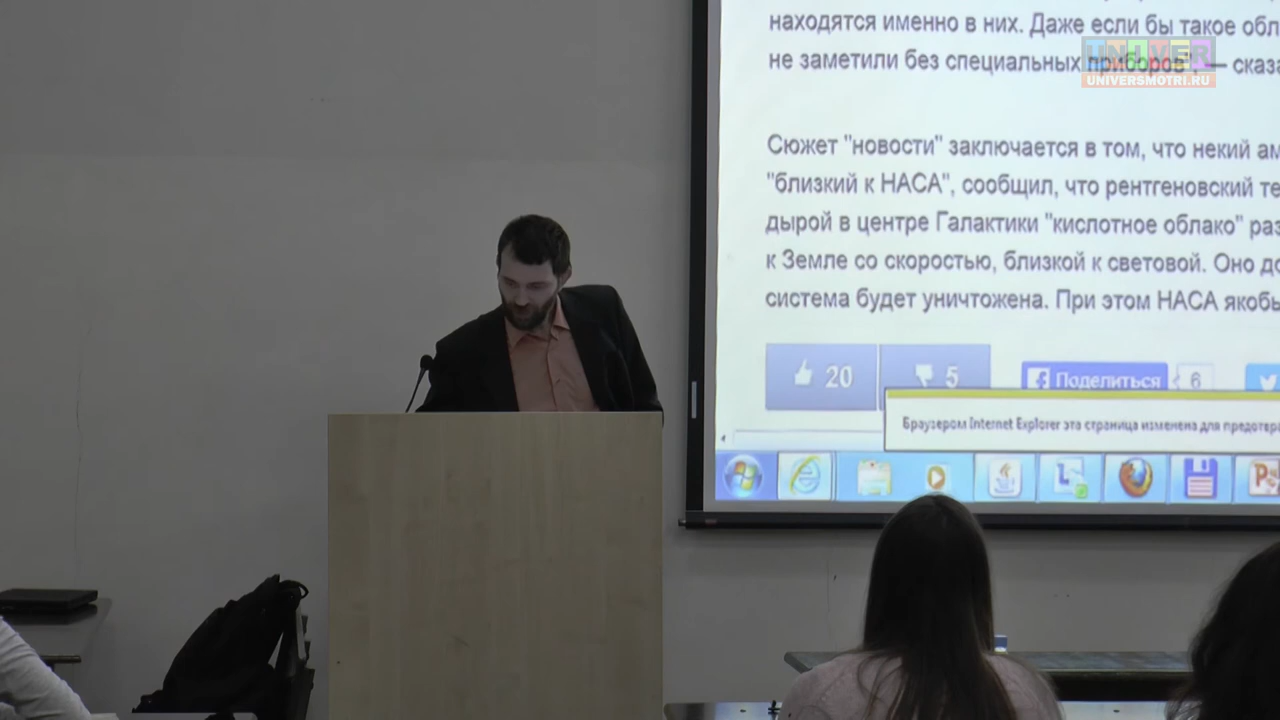 находятся именно в них. Даже если бы такое обл
UNIVER
не заметили без специальных приборов" — сказа
UNIVERSMOTRI.RU
Сюжет "новости" заключается в том, что некий ам
"близкий к НАСА", сообщил, что рентгеновский те
дырой в центре Галактики "кислотное облако" раз
к Земле со скоростью, близкой к световой. Оно до
система будет уничтожена. При этом НАСА якобы
20
5
Поделиться
6
Браузером Internet Explorer эта страница изменена для предотвра